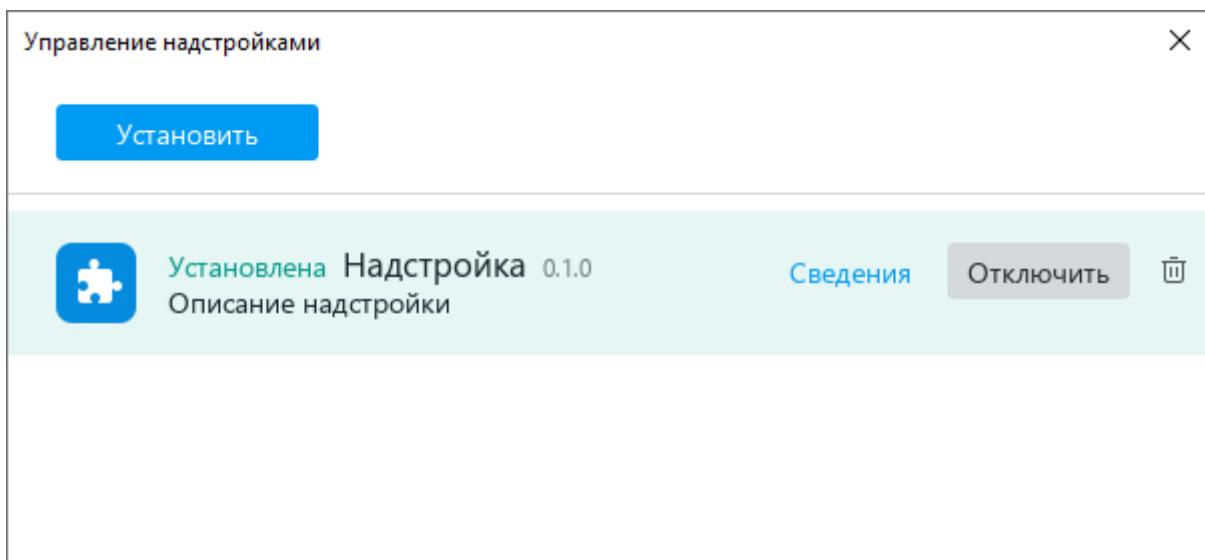 Управление надстройками
Установить
Установлена Надстройка 0.1.0 Сведения Отключить
Описание надстройки